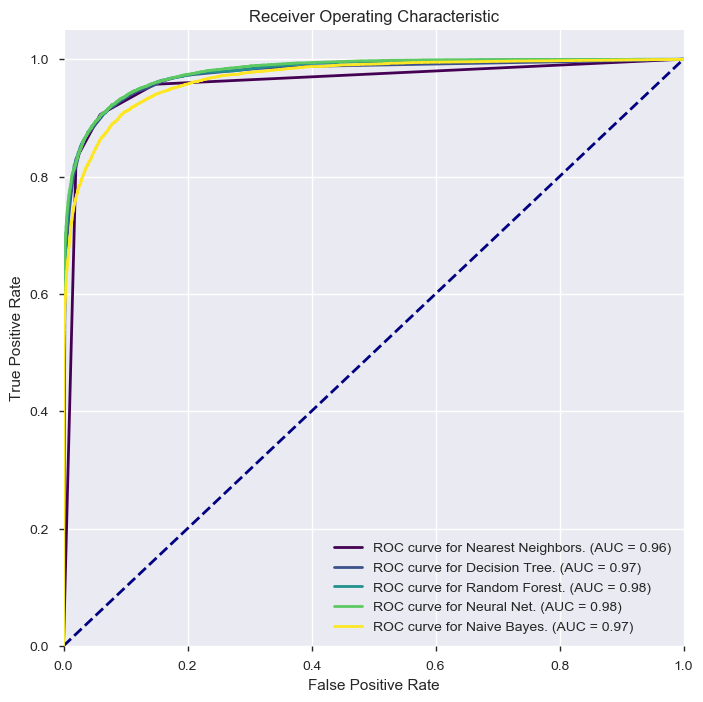 Receiver Operating Characteristic
True Positive Rate
1.0
0.8
0.6
0.4
0.2
0.0
ROC curve for Nearest Neighbors. (AUC = 0.96)
ROC curve for Decision Tree. (AUC = 0.97)
ROC curve for Random Forest. (AUC = 0.98)
ROC curve for Neural Net. (AUC = 0.98)
ROC curve for Naive Bayes. (AUC = 0.97)
0.0 0.2 0.4 0.6 0.8 1.0
False Positive Rate